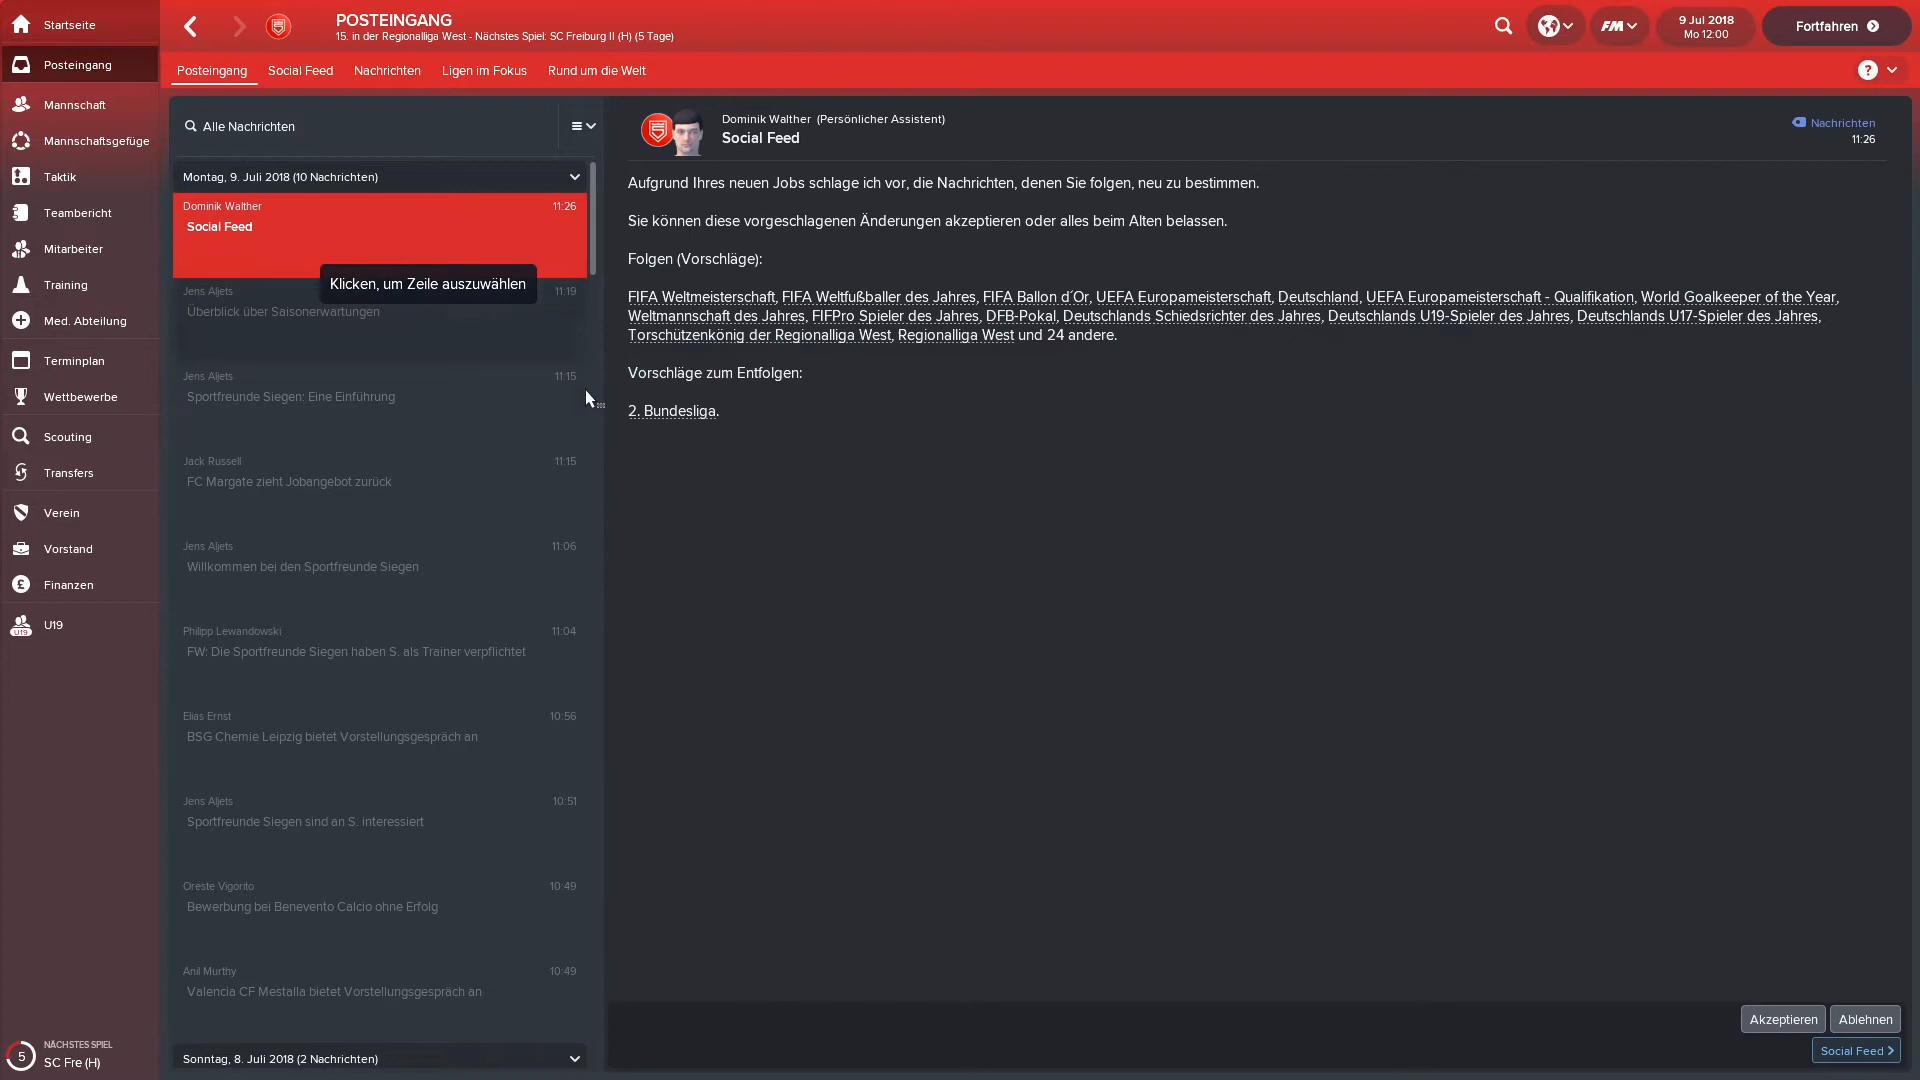 Startseite
Posteingang
Mannschaft
Mannschaftsgefüge
Taktik
Teambericht
Mitarbeiter
Training
Med. Abteilung
Terminplan
Wettbewerbe
Scouting
Transfers
Verein
Vorstand
Finanzen
U19
U19
5
NÄCHSTES SPIEL
SC Fre (H)
POSTEINGANG
15. in der Regionalliga West - Nächstes Spiel: SC Freiburg II (H) (5 Tage)
FM
9 Jul 2018
Mo 12:00
Fortfahren
Posteingang
Social Feed
Nachrichten
Ligen im Fokus
Rund um die Welt
?
Alle Nachrichten
Montag, 9. Juli 2018 (10 Nachrichten)
Dominik Walther 11:26
Social Feed
Klicken, um Zeile auszuwählen
Jens Aljets 11:19
Überblick über Saisonerwartungen
Jens Aljets 11:15
Sportfreunde Siegen: Eine Einführung
Jack Russell 11:15
FC Margate zieht Jobangebot zurück
Jens Aljets 11:06
Willkommen bei den Sportfreunde Siegen
Philipp Lewandowski 11:04
FW: Die Sportfreunde Siegen haben S. als Trainer verpflichtet
Elias Ernst 10:56
BSG Chemie Leipzig bietet Vorstellungsgespräch an
Jens Aljets 10:51
Sportfreunde Siegen sind an S. interessiert
Oreste Vigorito 10:49
Bewerbung bei Benevento Calcio ohne Erfolg
Anil Murthy 10:49
Valencia CF Mestalla bietet Vorstellungsgespräch an
Sonntag, 8. Juli 2018 (2 Nachrichten)
Dominik Walther (Persönlicher Assistent)
Social Feed
Nachrichten
11:26
Aufgrund Ihres neuen Jobs schlage ich vor, die Nachrichten, denen Sie folgen, neu zu bestimmen.
Sie können diese vorgeschlagenen Änderungen akzeptieren oder alles beim Alten belassen.
Folgen (Vorschläge):
FIFA Weltmeisterschaft, FIFA Weltfußballer des Jahres, FIFA Ballon d´Or, UEFA Europameisterschaft, Deutschland, UEFA Europameisterschaft - Qualifikation, World Goalkeeper of the Year,
Weltmannschaft des Jahres, FIFPro Spieler des Jahres, DFB-Pokal, Deutschlands Schiedsrichter des Jahres, Deutschlands U19-Spieler des Jahres, Deutschlands U17-Spieler des Jahres,
Torschützenkönig der Regionalliga West, Regionalliga West und 24 andere.
Vorschläge zum Entfolgen:
2. Bundesliga.
Akzeptieren
Ablehnen
Social Feed